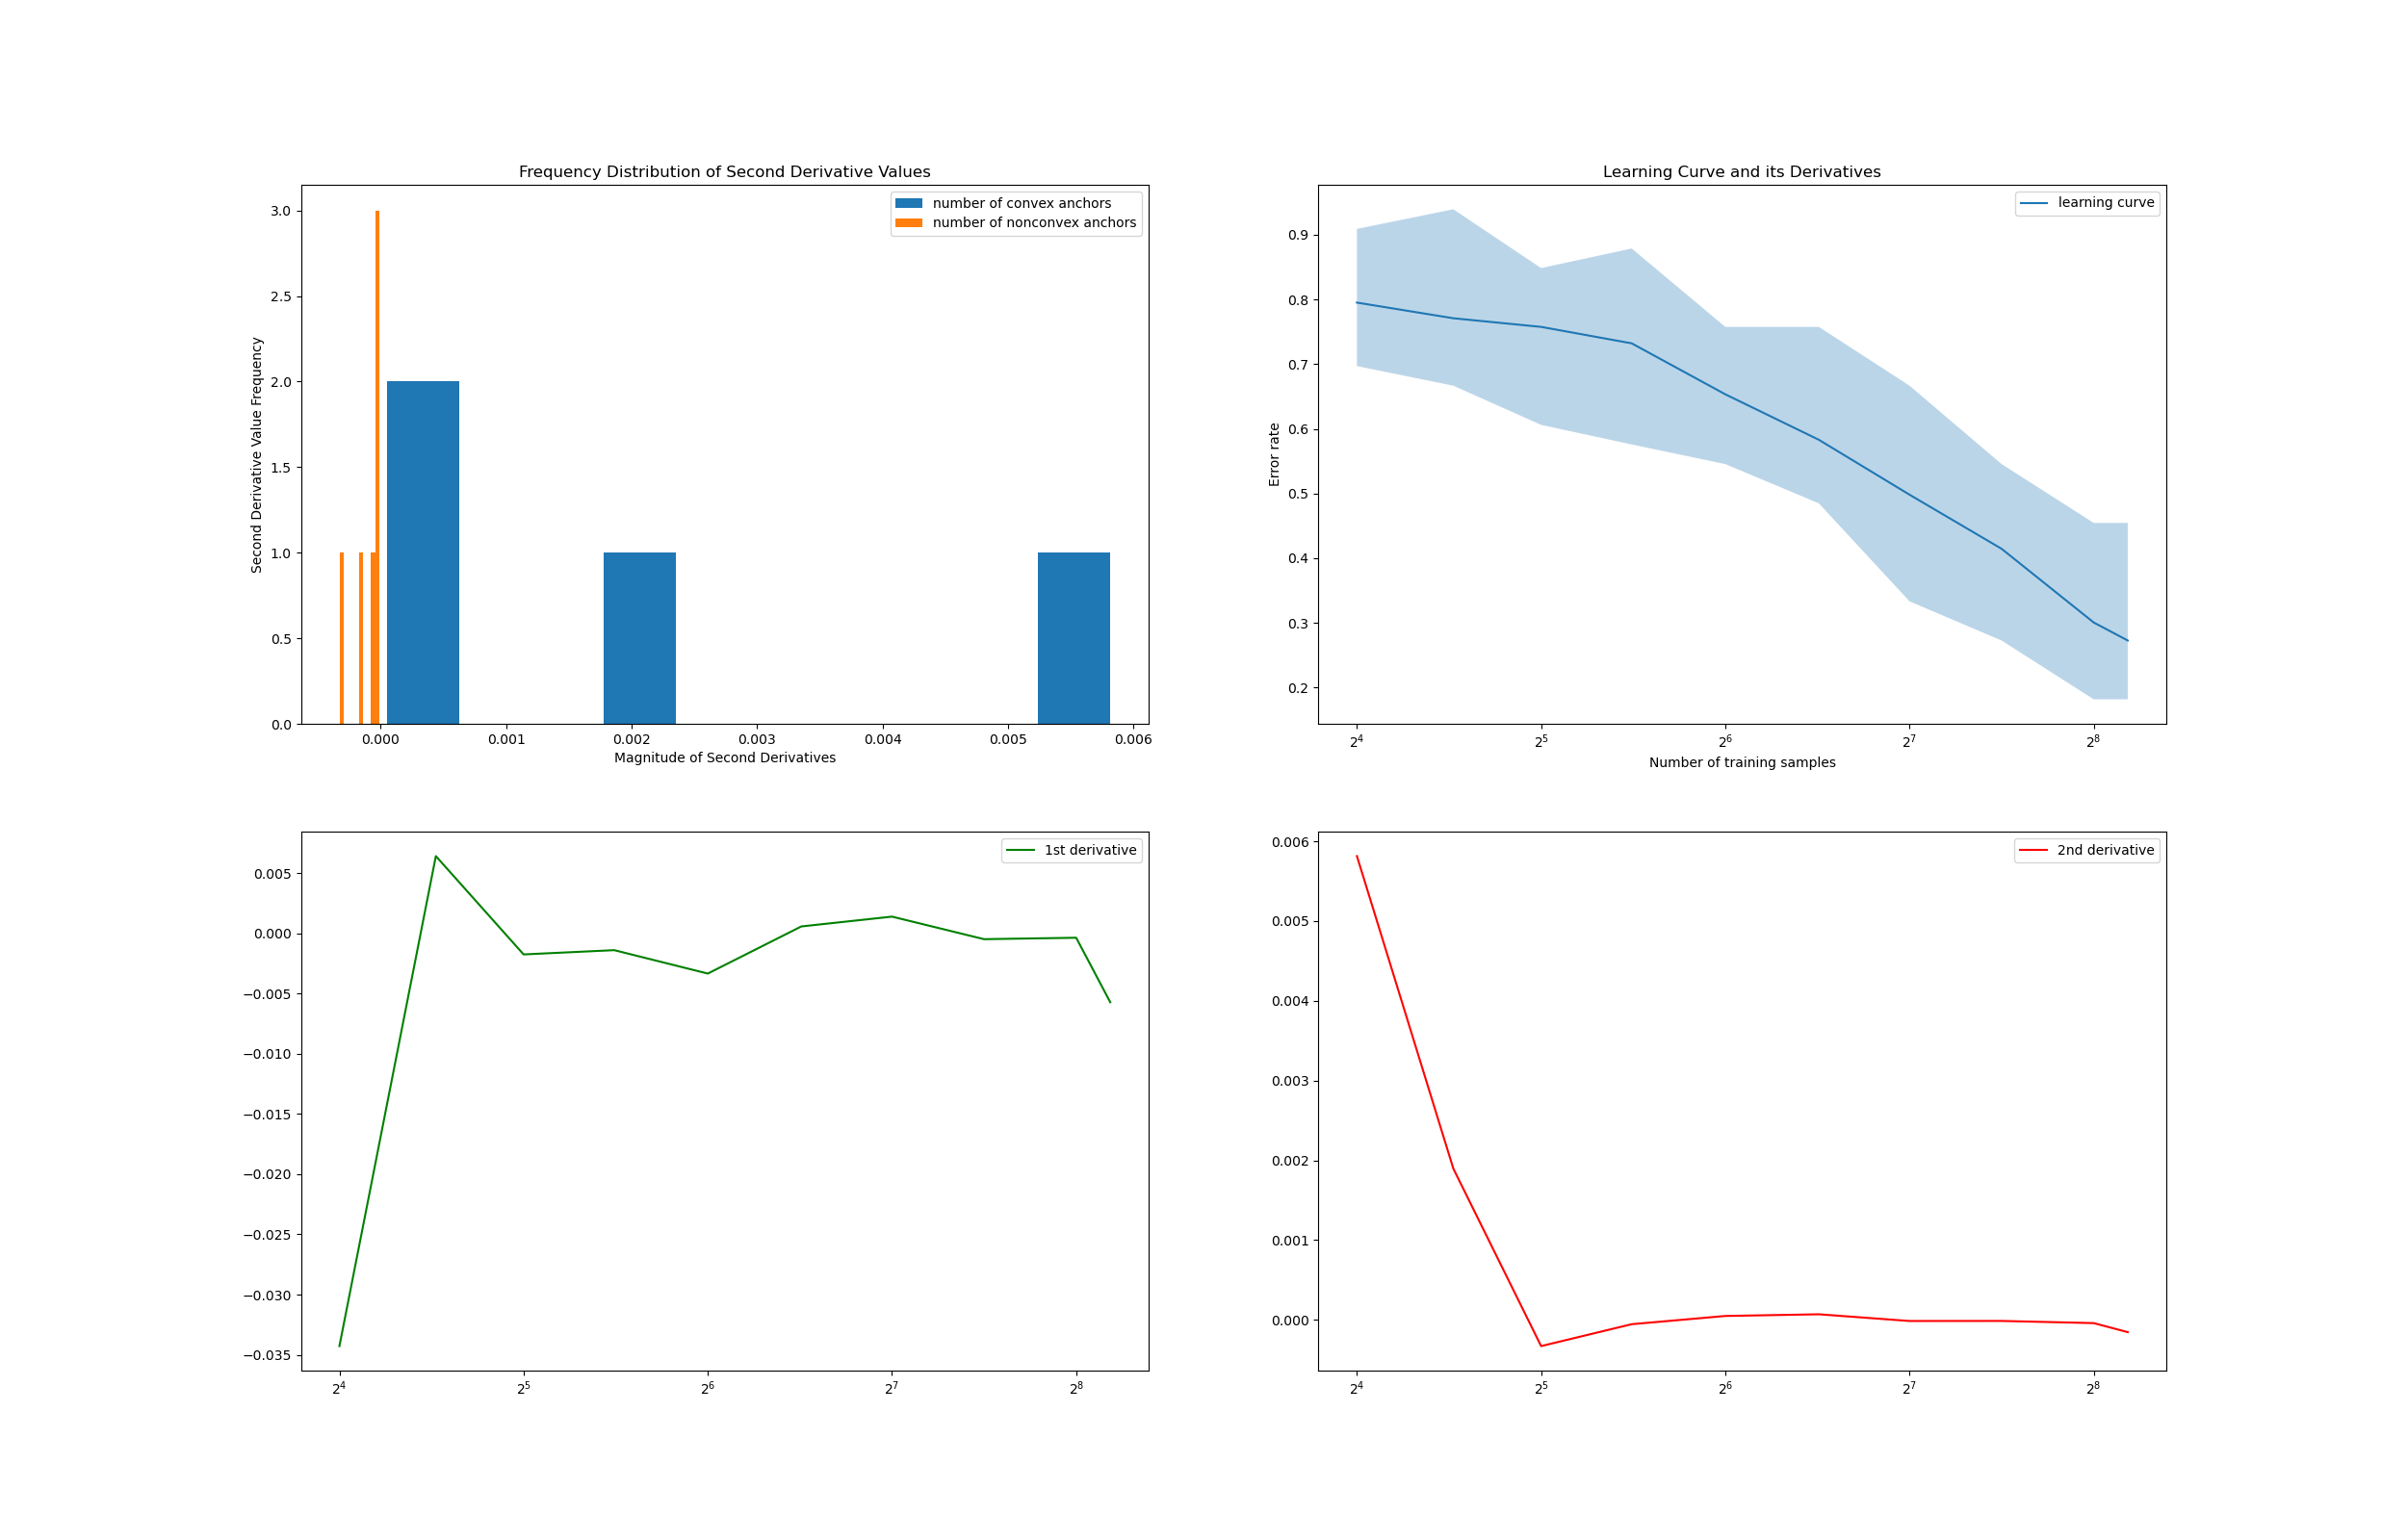 Frequency Distribution of Second Derivative Values
number of convex anchors
number of nonconvex anchors
Second Derivative Value Frequency
3.0
2.5
2.0
1.5
1.0
0.5
0.0
0.000 0.001 0.002 0.003 0.004 0.005 0.006
Magnitude of Second Derivatives
Learning Curve and its Derivatives
learning curve
Error rate
0.9
0.8
0.7
0.6
0.5
0.4
0.3
0.2
2⁴ 2⁵ 2⁶ 2⁷ 2⁸
Number of training samples
1st derivative
0.005
0.000
−0.005
−0.010
−0.015
−0.020
−0.025
−0.030
−0.035
2⁴ 2⁵ 2⁶ 2⁷ 2⁸
2nd derivative
0.006
0.005
0.004
0.003
0.002
0.001
0.000
2⁴ 2⁵ 2⁶ 2⁷ 2⁸